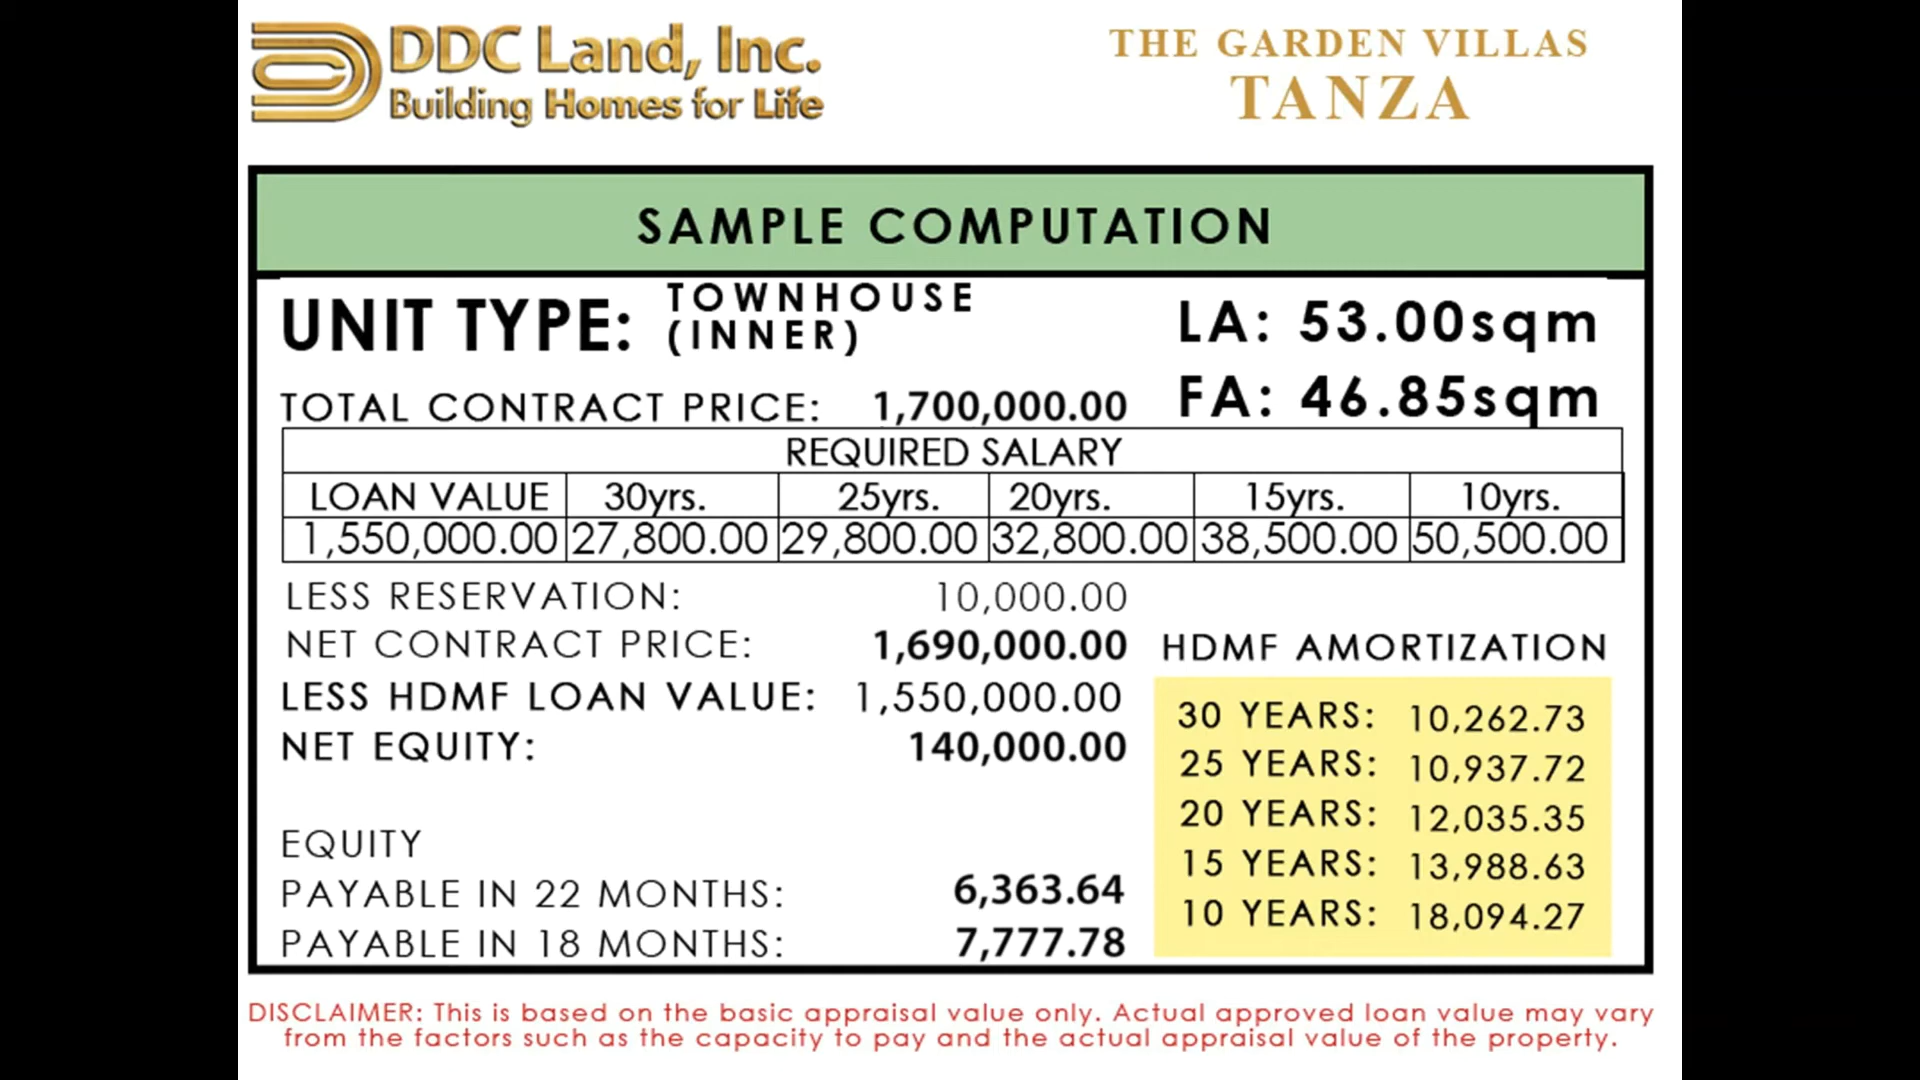 DDC Land, Inc.
Building Homes for Life
THE GARDEN VILLAS
TANZA
SAMPLE COMPUTATION
UNIT TYPE: TOWNHOUSE (INNER)
LA: 53.00sqm
TOTAL CONTRACT PRICE: 1,700,000.00
FA: 46.85sqm
REQUIRED SALARY
LOAN VALUE 30yrs. 25yrs. 20yrs. 15yrs. 10yrs.
1,550,000.00 27,800.00 29,800.00 32,800.00 38,500.00 50,500.00
LESS RESERVATION: 10,000.00
NET CONTRACT PRICE: 1,690,000.00
LESS HDMF LOAN VALUE: 1,550,000.00
NET EQUITY: 140,000.00
EQUITY
PAYABLE IN 22 MONTHS: 6,363.64
PAYABLE IN 18 MONTHS: 7,777.78
HDMF AMORTIZATION
30 YEARS: 10,262.73
25 YEARS: 10,937.72
20 YEARS: 12,035.35
15 YEARS: 13,988.63
10 YEARS: 18,094.27
DISCLAIMER: This is based on the basic appraisal value only. Actual approved loan value may vary
from the factors such as the capacity to pay and the actual appraisal value of the property.